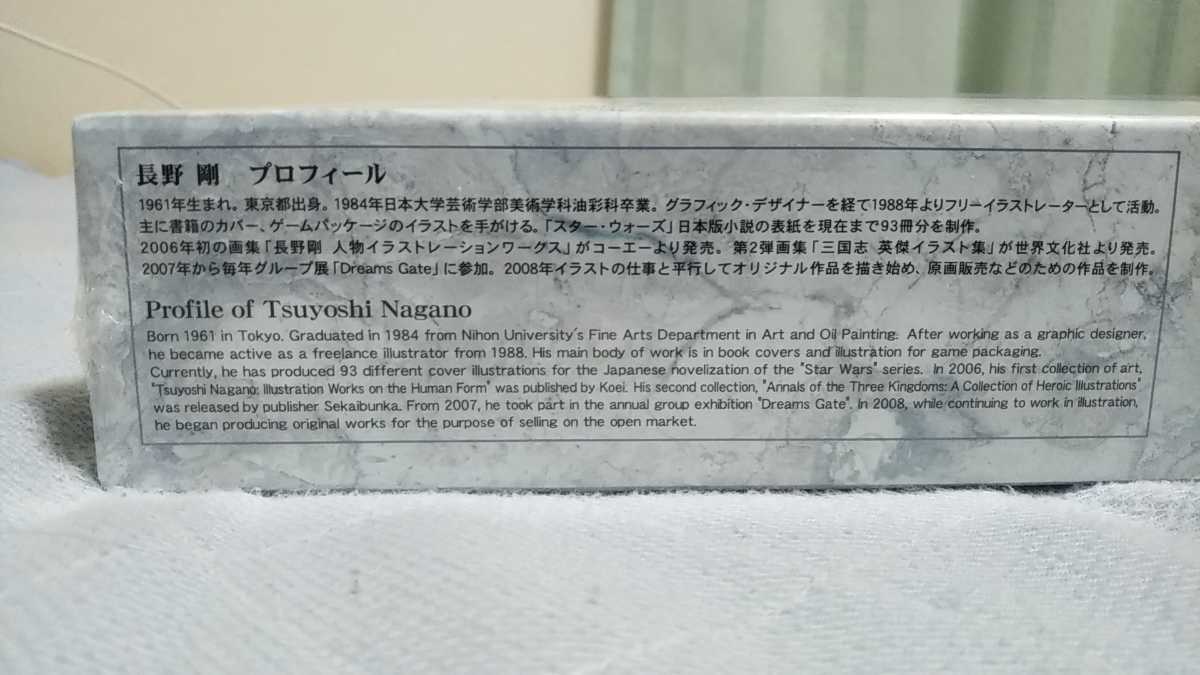 長野 剛　プロフィール
1961年生まれ。東京都出身。1984年日本大学芸術学部美術学科油彩科卒業。グラフィック・デザイナーを経て1988年よりフリーイラストレーターとして活動。
主に書籍のカバー、ゲームパッケージのイラストを手がける。「スター・ウォーズ」日本版小説の表紙を現在まで93冊分を制作。
2006年初の画集「長野剛 人物イラストレーションワークス」がコーエーより発売。第2弾画集「三国志 英傑イラスト集」が世界文化社より発売。
2007年から毎年グループ展「Dreams Gate」に参加。2008年イラストの仕事と平行してオリジナル作品を描き始め、原画販売などのための作品を制作。
Profile of Tsuyoshi Nagano
Born 1961 in Tokyo. Graduated in 1984 from Nihon University's Fine Arts Department in Art and Oil Painting. After working as a graphic designer,
he became active as a freelance illustrator from 1988. His main body of work is in book covers and illustration for game packaging.
Currently, he has produced 93 different cover illustrations for the Japanese novelization of the "Star Wars" series. In 2006, his first collection of art,
"Tsuyoshi Nagano: Illustration Works on the Human Form" was published by Koei. His second collection, "Annals of the Three Kingdoms: A Collection of Heroic Illustrations"
was released by publisher Sekaibunka. From 2007, he took part in the annual group exhibition "Dreams Gate". In 2008, while continuing to work in illustration,
he began producing original works for the purpose of selling on the open market.